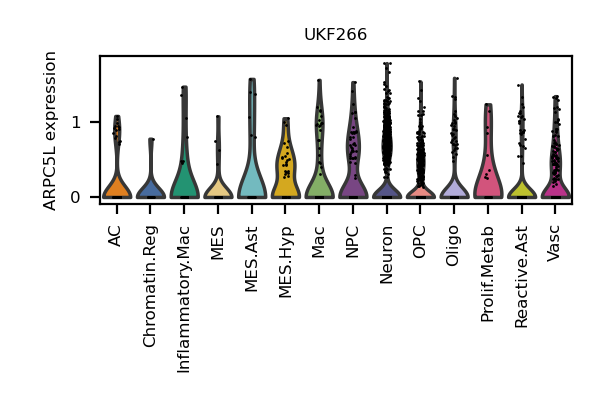 UKF266
ARPC5L expression
1
0
AC
Chromatin.Reg
Inflammatory.Mac
MES
MES.Ast
MES.Hyp
Mac
NPC
Neuron
OPC
Oligo
Prolif.Metab
Reactive.Ast
Vasc